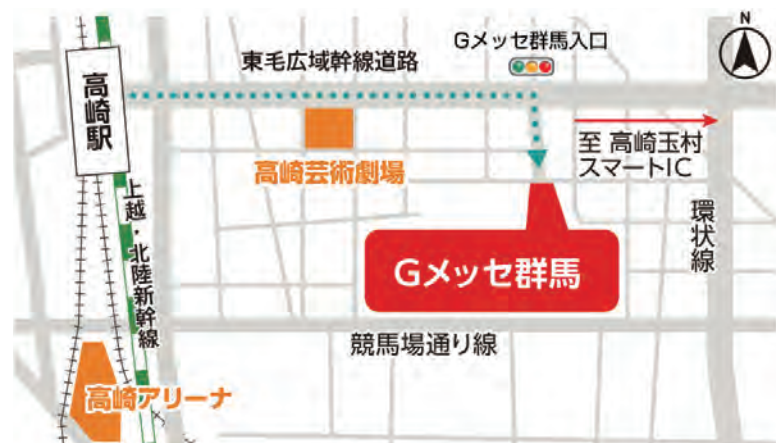 N
Gメッセ群馬入口
東毛広域幹線道路
高崎駅
至 高崎玉村
スマートIC
高崎芸術劇場
上越・北陸新幹線
環状線
Gメッセ群馬
競馬場通り線
高崎アリーナ